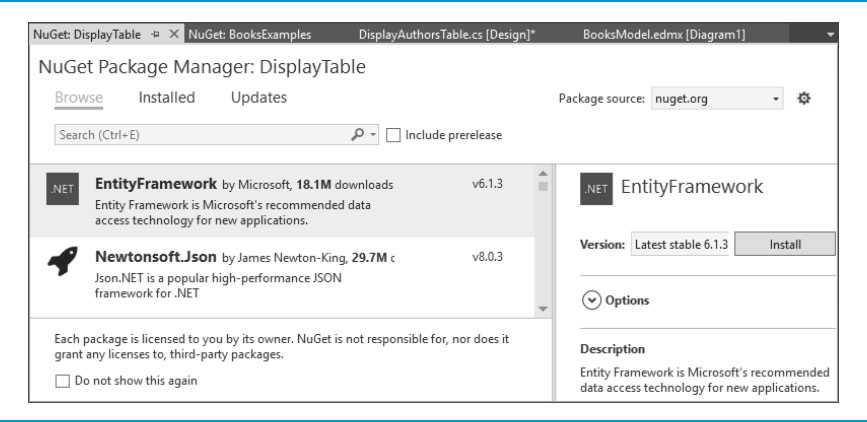 NuGet: DisplayTable NuGet: BooksExamples DisplayAuthorsTable.cs [Design]* BooksModel.edmx [Diagram1]
NuGet Package Manager: DisplayTable
Browse Installed Updates
Package source: nuget.org
Search (Ctrl+E)
Include prerelease
.NET
EntityFramework by Microsoft, 18.1M downloads
v6.1.3
Entity Framework is Microsoft's recommended data
access technology for new applications.
Newtonsoft.Json by James Newton-King, 29.7M c
v8.0.3
Json.NET is a popular high-performance JSON
framework for .NET
Each package is licensed to you by its owner. NuGet is not responsible for, nor does it
grant any licenses to, third-party packages.
Do not show this again
.NET
EntityFramework
Version: Latest stable 6.1.3 Install
Options
Description
Entity Framework is Microsoft's recommended
data access technology for new applications.